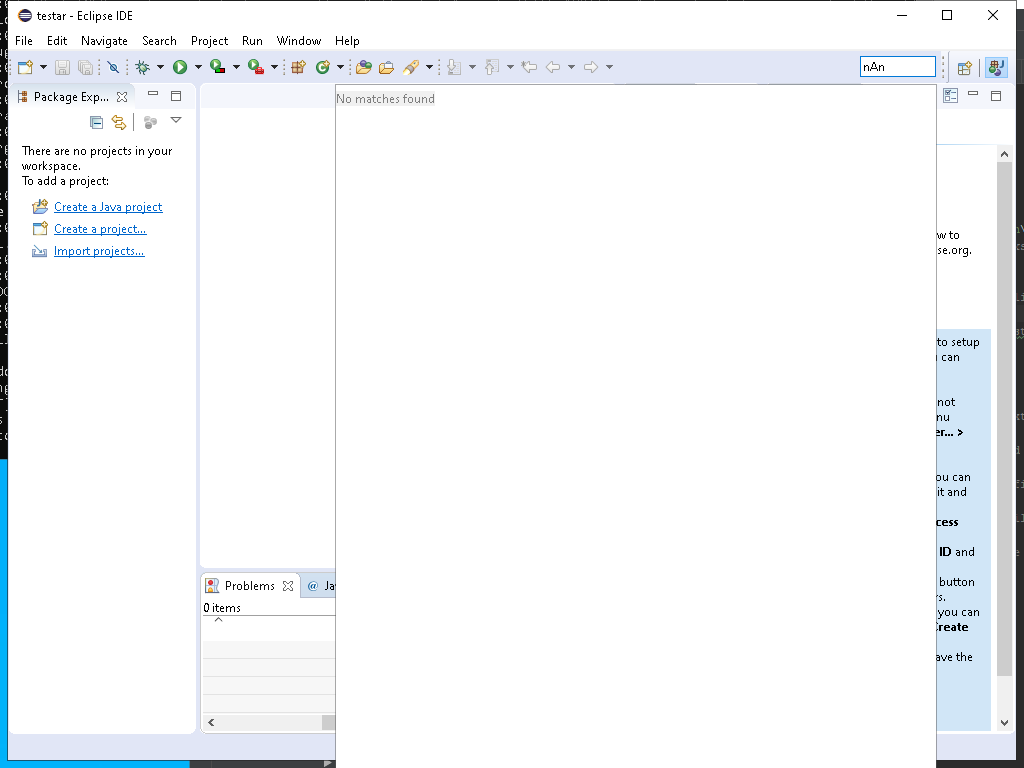 testar - Eclipse IDE
File Edit Navigate Search Project Run Window Help
nAn
Package Exp...
No matches found
There are no projects in your
workspace.
To add a project:
Create a Java project
Create a project...
Import projects...
w to
se.org.
to setup
can
not
nu
er... >
ou can
it and
cess
ID and
button
rs.
you can
Create
ave the
Problems
@ Ja
0 items